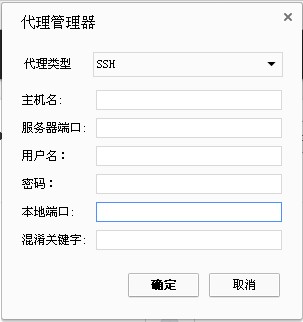 代理管理器
代理类型 SSH
主机名:
服务器端口:
用户名：
密码：
本地端口:
混淆关键字:
确定 取消